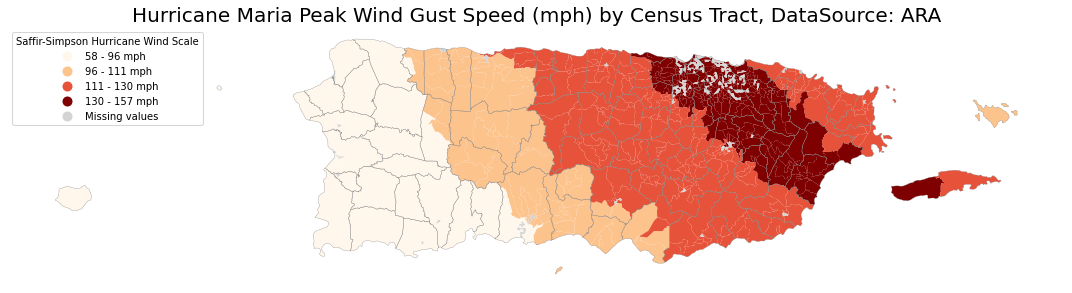 Hurricane Maria Peak Wind Gust Speed (mph) by Census Tract, DataSource: ARA
Saffir-Simpson Hurricane Wind Scale
58 - 96 mph
96 - 111 mph
111 - 130 mph
130 - 157 mph
Missing values